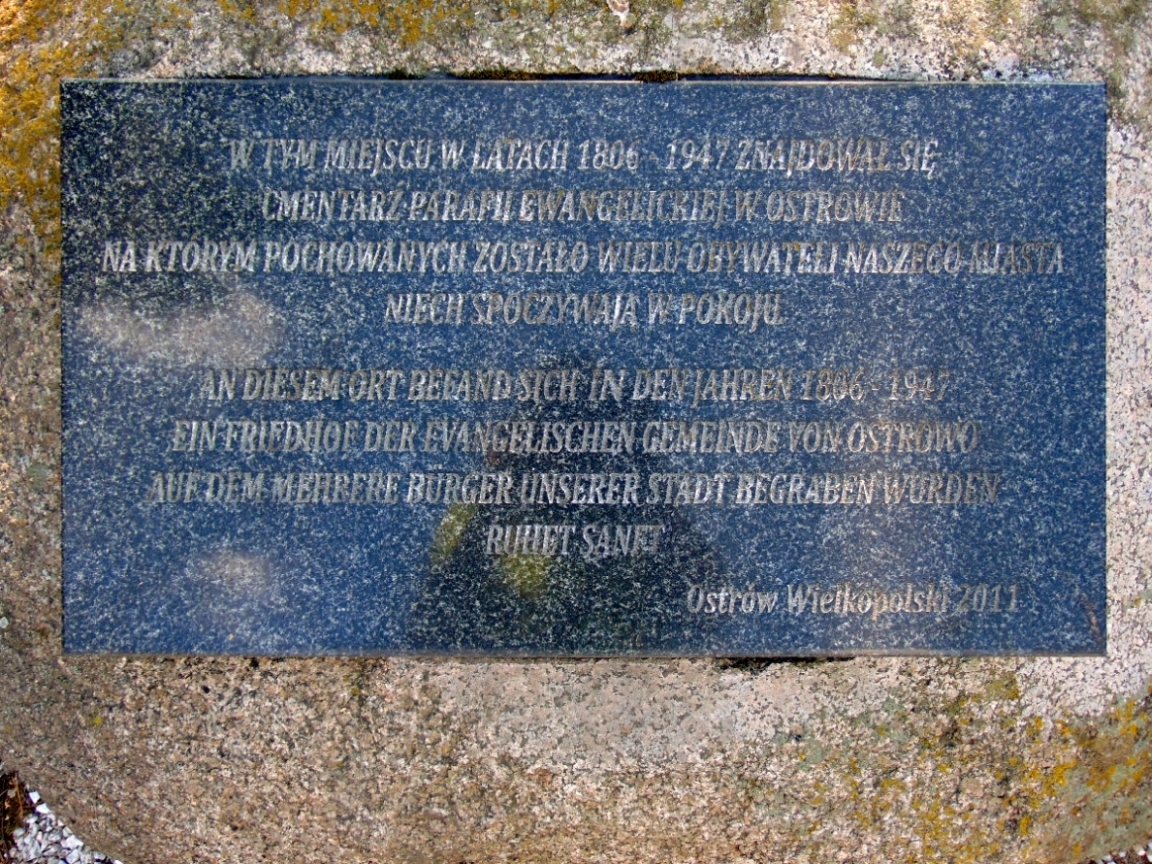 W TYM MIEJSCU W LATACH 1806 - 1947 ZNAJDOWAŁ SIĘ
CMENTARZ PARAFII EWANGELICKIEJ W OSTROWIE
NA KTÓRYM POCHOWANYCH ZOSTAŁO WIELU OBYWATELI NASZEGO MIASTA
NIECH SPOCZYWAJĄ W POKOJU
AN DIESEM ORT BEFAND SICH IN DEN JAHREN 1806 - 1947
EIN FRIEDHOF DER EVANGELISCHEN GEMEINDE VON OSTROWO
AUF DEM MEHRERE BÜRGER UNSERER STADT BEGRABEN WURDEN
RUHET SANFT
Ostrów Wielkopolski 2011